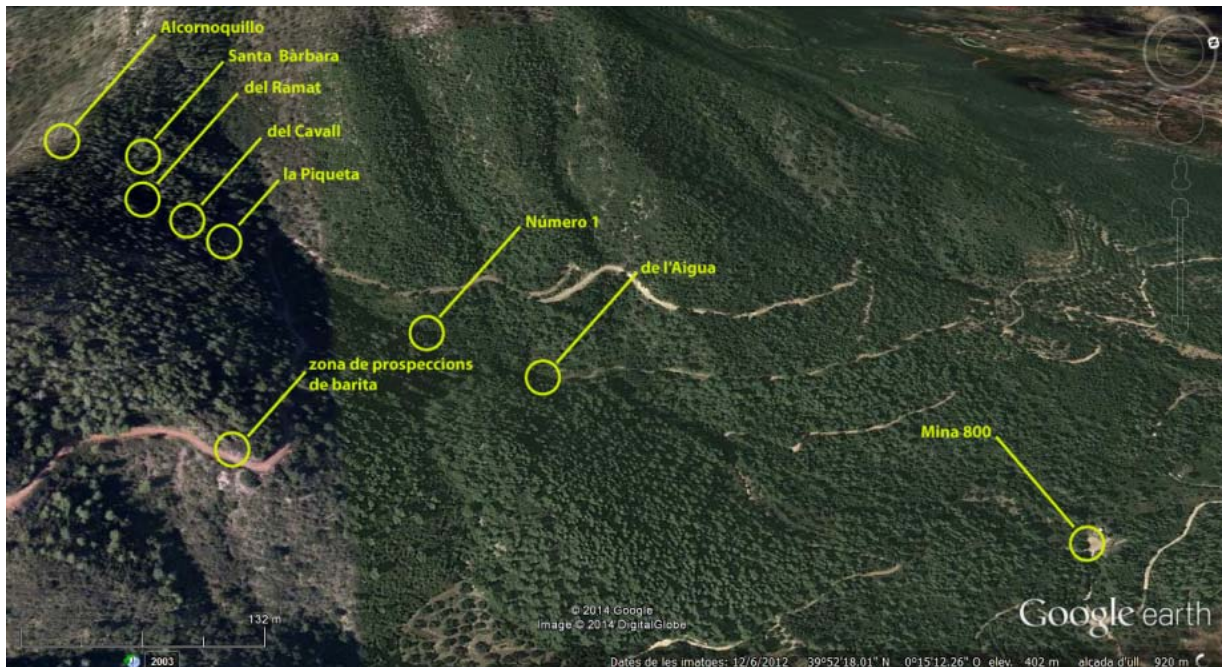 Alcornoquillo
Santa Bàrbara
del Ramat
del Cavall
la Piqueta
Número 1
de l'Aigua
zona de prospeccions
de barita
Mina 800
132 m
© 2014 Google
Image © 2014 DigitalGlobe
Google earth
2003
Dates de les imatges: 12/6/2012 39°52'18.01" N 0°15'12.26" O elev. 402 m alçada d'ull 920 m